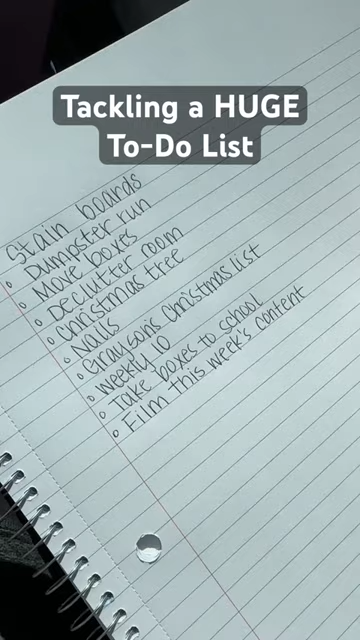 Tackling a HUGE
To-Do List
Stain boards
Dumpster run
Move boxes
Declutter room
Christmas tree
Nails
Grayson's Christmas list
Weekly 10
Take boxes to school
Film this week's content